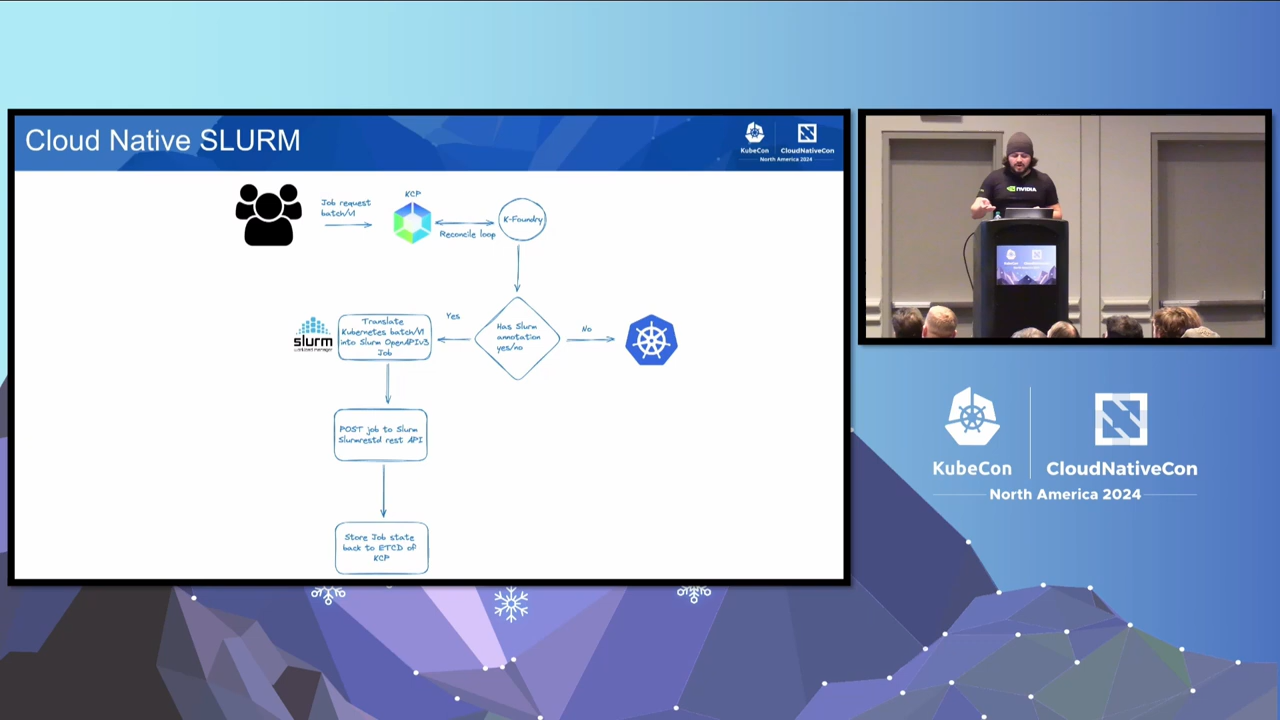 Cloud Native SLURM
KubeCon
CloudNativeCon
North America 2024
KCP
Job request
batch/V1
K-Foundry
Reconcile loop
Has Slurm
annotation
yes/no
Yes
No
slurm
workload manager
Translate
Kubernetes batch/V1
into Slurm OpenAPIv3
Job
POST job to Slurm
Slurmrestd rest API
Store Job state
back to ETCD of
KCP
NVIDIA
KubeCon
CloudNativeCon
North America 2024